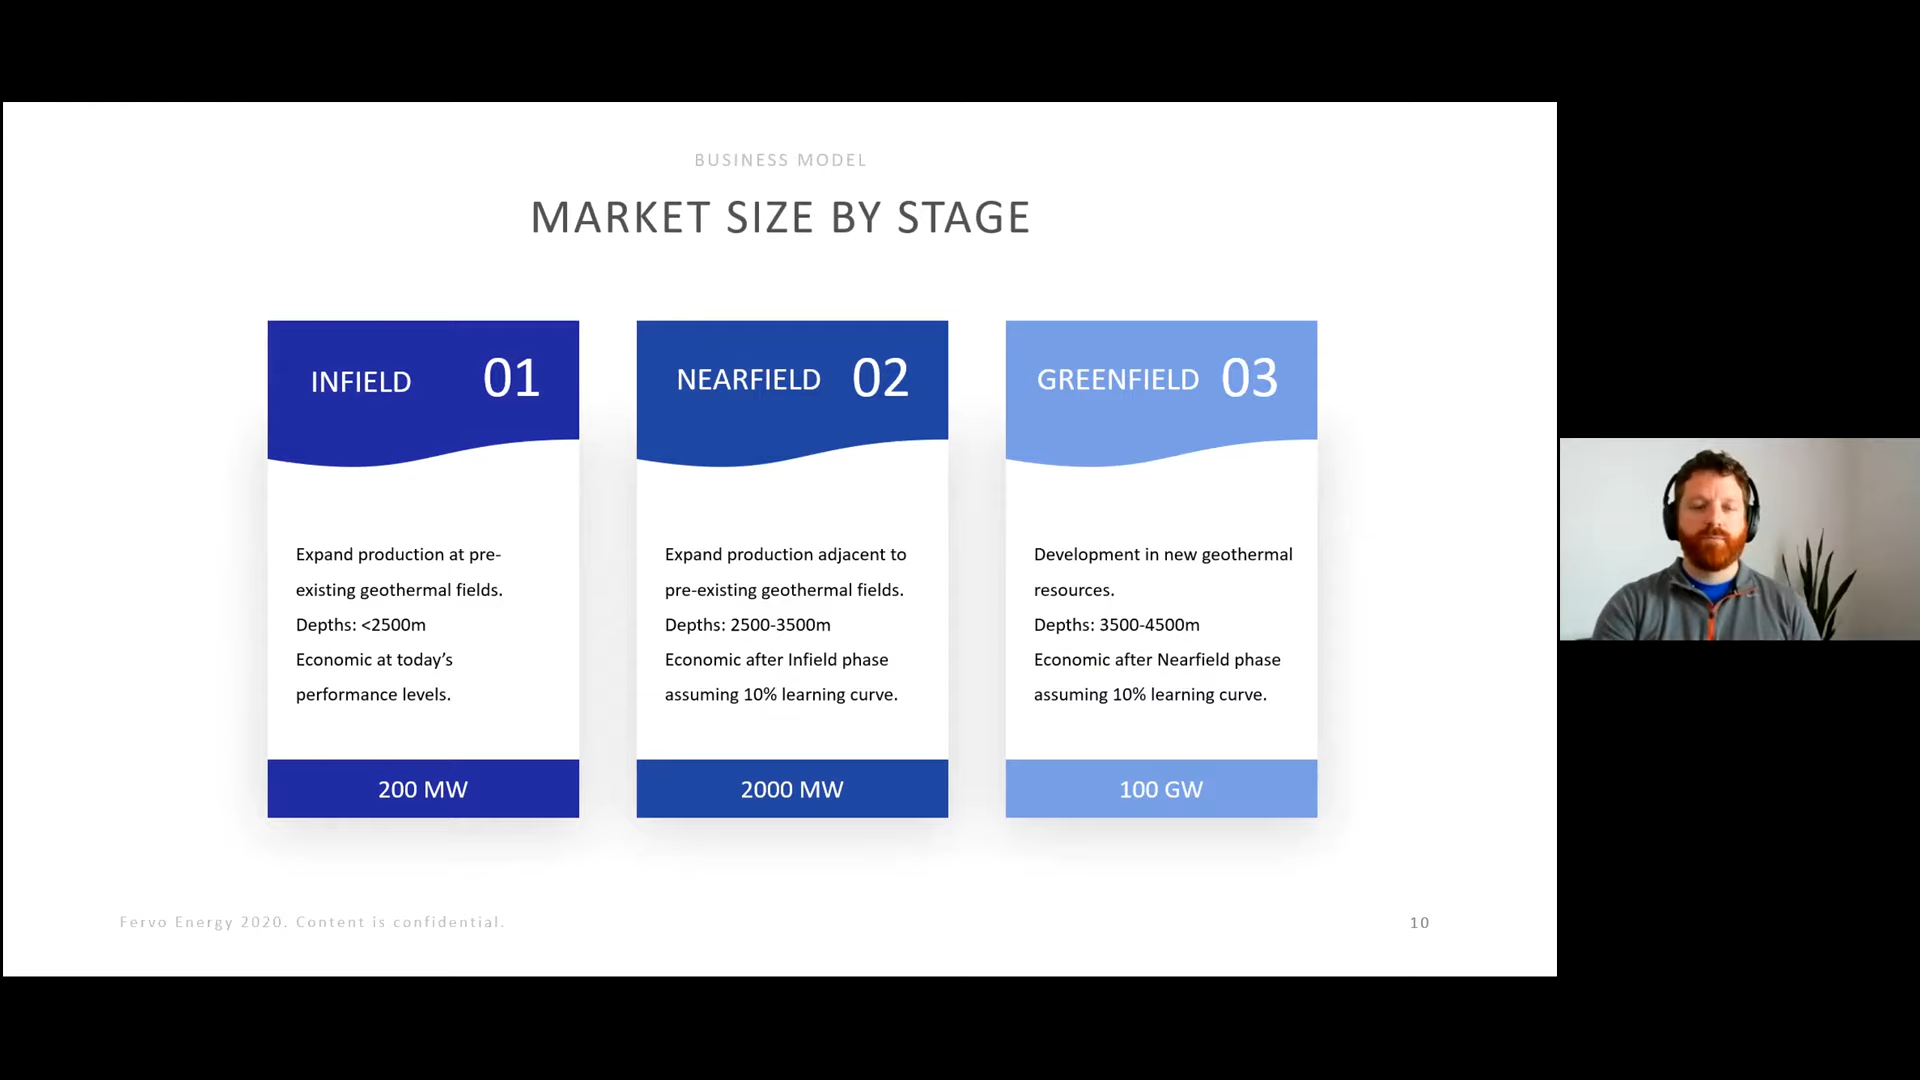 BUSINESS MODEL
MARKET SIZE BY STAGE
INFIELD 01
Expand production at pre-
existing geothermal fields.
Depths: <2500m
Economic at today’s
performance levels.
200 MW
NEARFIELD 02
Expand production adjacent to
pre-existing geothermal fields.
Depths: 2500-3500m
Economic after Infield phase
assuming 10% learning curve.
2000 MW
GREENFIELD 03
Development in new geothermal
resources.
Depths: 3500-4500m
Economic after Nearfield phase
assuming 10% learning curve.
100 GW
Fervo Energy 2020. Content is confidential.
10